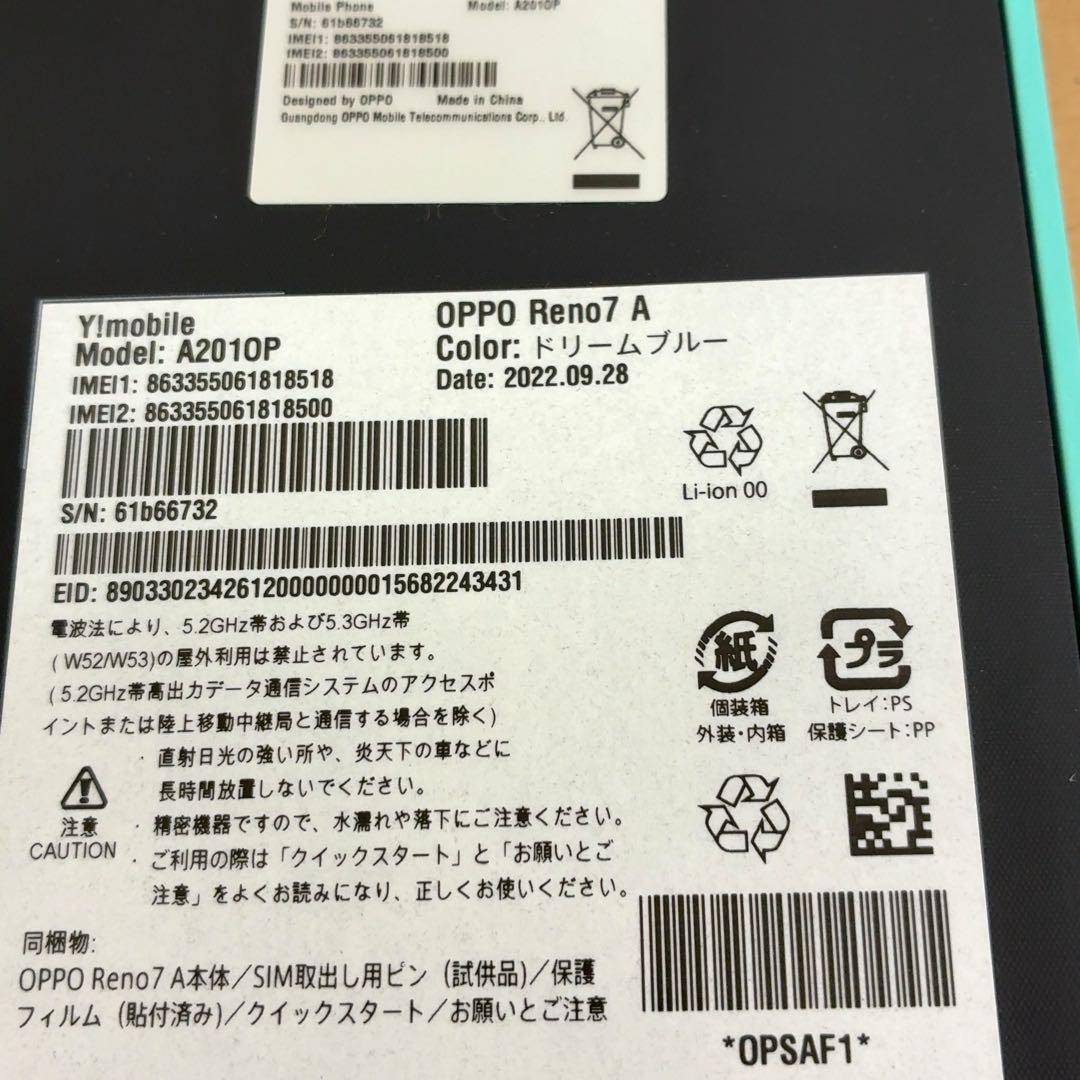 Mobile Phone Model: A201OP
S/N: 61b66732
IMEI1: 863355061818518
IMEI2: 863355061818500
Designed by OPPO Made in China
Guangdong OPPO Mobile Telecommunications Corp., Ltd.
Y!mobile
Model: A201OP
OPPO Reno7 A
Color: ドリームブルー
Date: 2022.09.28
IMEI1: 863355061818518
IMEI2: 863355061818500
S/N: 61b66732
EID: 89033023426120000000015682243431
Li-ion 00
電波法により、5.2GHz帯および5.3GHz帯
( W52/W53)の屋外利用は禁止されています。
( 5.2GHz帯高出力データ通信システムのアクセスポ
イントまたは陸上移動中継局と通信する場合を除く)
紙
個装箱
外装・内箱
プラ
トレイ:PS
保護シート:PP
注意
CAUTION
・直射日光の強い所や、炎天下の車などに
長時間放置しないでください。
・精密機器ですので、水濡れや落下にご注意ください。
・ご利用の際は「クイックスタート」と「お願いとご
注意」をよくお読みになり、正しくお使いください。
同梱物:
OPPO Reno7 A本体/SIM取出し用ピン(試供品)/保護
フィルム(貼付済み)/クイックスタート/お願いとご注意
*OPSAF1*